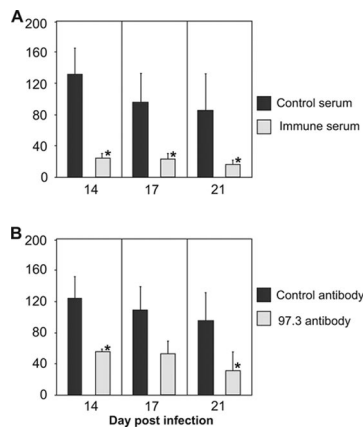 A
200
160
120
80
40
0
* * *
14 17 21
Control serum
Immune serum
B
200
160
120
80
40
0
* *
14 17 21
Day post infection
Control antibody
97.3 antibody